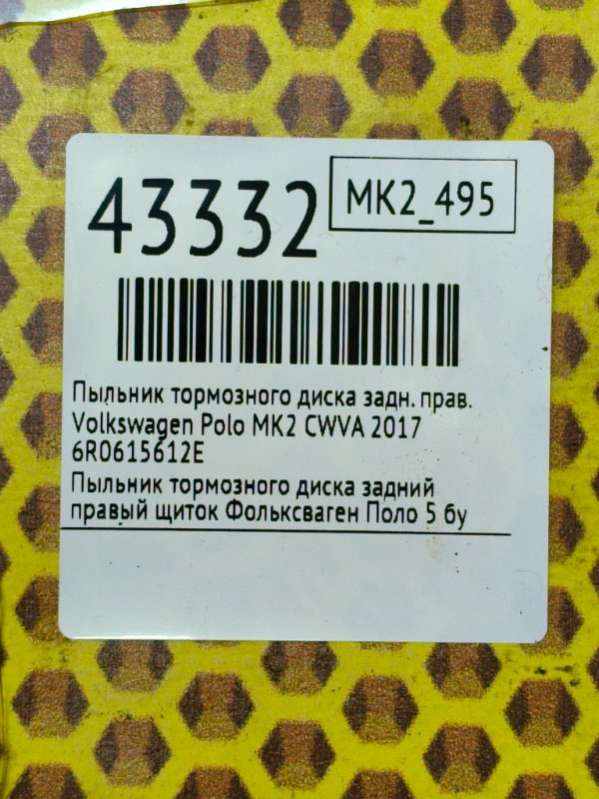 43332
MK2_495
Пыльник тормозного диска задн. прав.
Volkswagen Polo MK2 CWVA 2017
6R0615612E
Пыльник тормозного диска задний
правый щиток Фольксваген Поло 5 бу